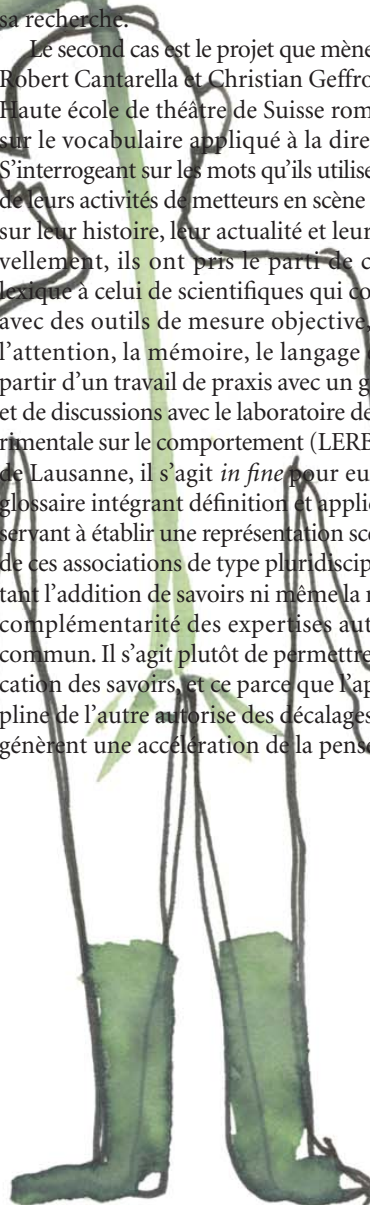 sa recherche.
Le second cas est le projet que mène
Robert Cantarella et Christian Geffro
Haute école de théâtre de Suisse rom
sur le vocabulaire appliqué à la dire
S'interrogeant sur les mots qu'ils utilise
de leurs activités de metteurs en scène
sur leur histoire, leur actualité et leur
vellement, ils ont pris le parti de c
lexique à celui de scientifiques qui co
avec des outils de mesure objective,
l'attention, la mémoire, le langage
partir d'un travail de praxis avec un g
et de discussions avec le laboratoire de
rimentale sur le comportement (LERB
de Lausanne, il s'agit in fine pour eu
glossaire intégrant définition et applic
servant à établir une représentation scé
de ces associations de type pluridiscip
tant l'addition de savoirs ni même la
complémentarité des expertises aut
commun. Il s'agit plutôt de permettre
cation des savoirs, et ce parce que l'ap
pline de l'autre autorise des décalages
génèrent une accélération de la pens